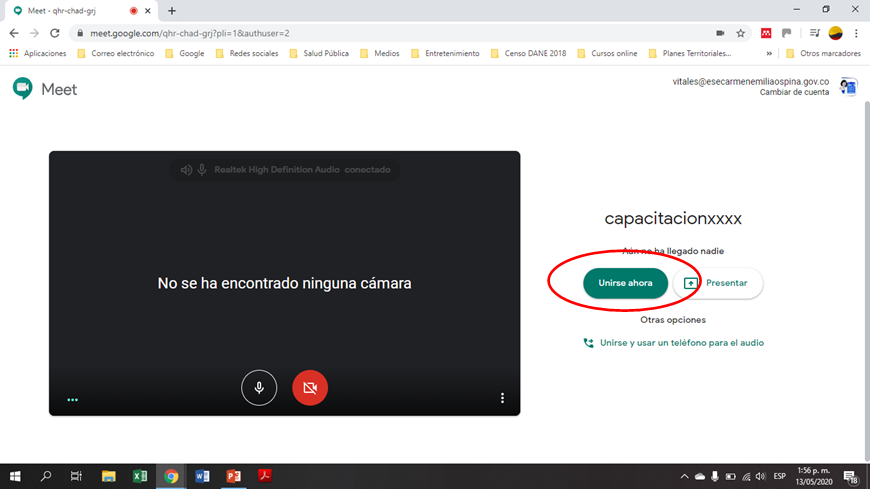 Meet - qhr-chad-grj
meet.google.com/qhr-chad-grj?pli=1&authuser=2
Aplicaciones
Correo electrónico
Google
Redes sociales
Salud Pública
Medios
Entretenimiento
Censo DANE 2018
Cursos online
Planes Territoriales...
»
Otros marcadores
Meet
vitales@esecarmenemiliaospina.gov.co
Cambiar de cuenta
Realtek High Definition Audio conectado
No se ha encontrado ninguna cámara
capacitacionxxxx
Aún no ha llegado nadie
Unirse ahora
Presentar
Otras opciones
Unirse y usar un teléfono para el audio
ESP
1:56 p. m.
13/05/2020
18